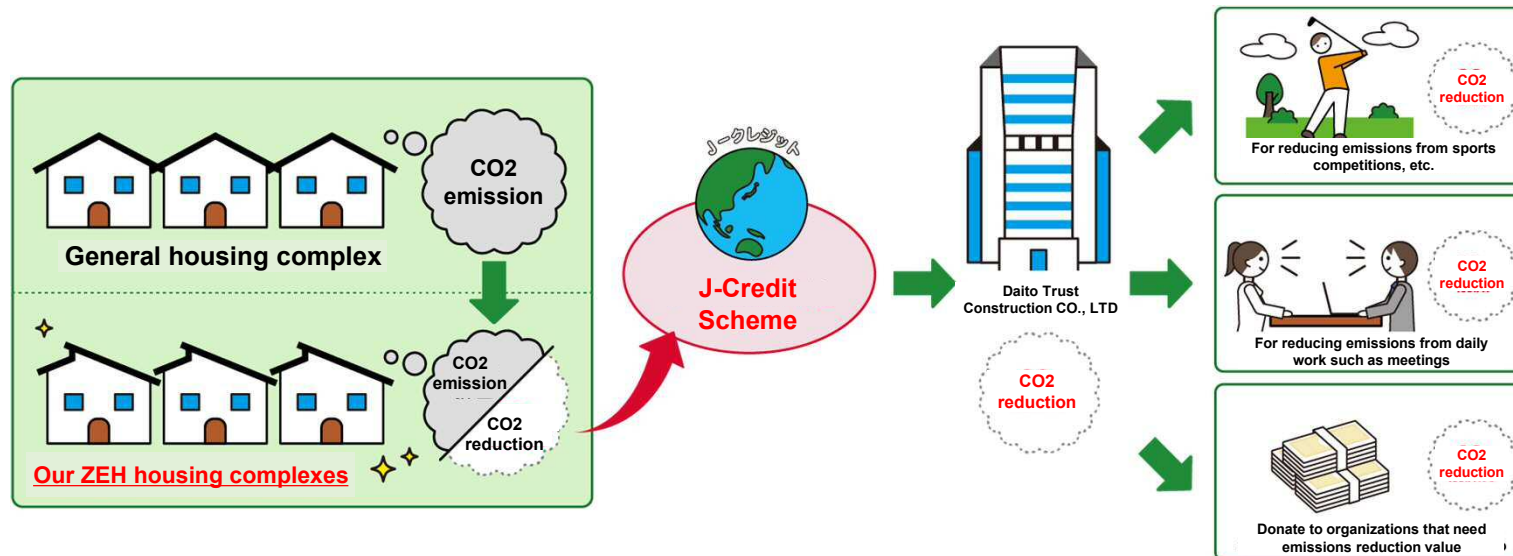 CO2
emission
General housing complex
CO2
emission
CO2
reduction
Our ZEH housing complexes
J-クレジット
J-Credit
Scheme
Daito Trust
Construction CO., LTD
CO2
reduction
CO2
reduction
For reducing emissions from sports
competitions, etc.
CO2
reduction
For reducing emissions from daily
work such as meetings
CO2
reduction
Donate to organizations that need
emissions reduction value